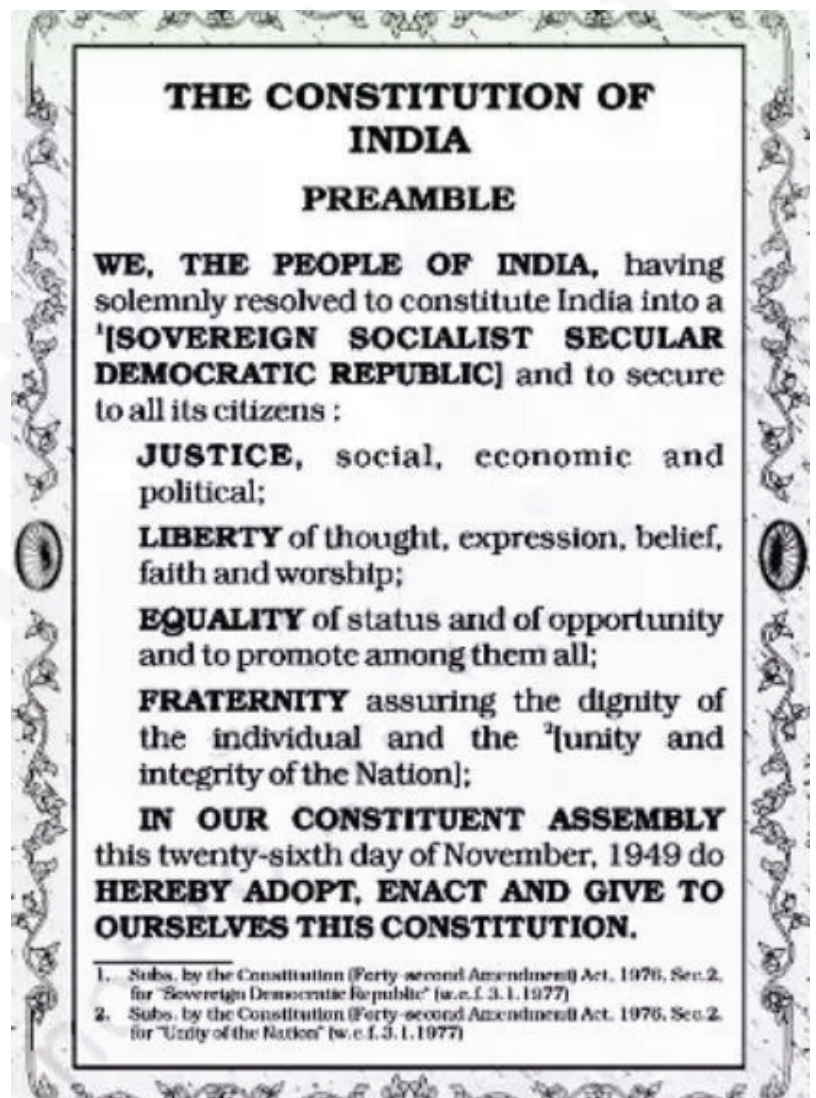 THE CONSTITUTION OF
INDIA
PREAMBLE
WE, THE PEOPLE OF INDIA, having
solemnly resolved to constitute India into a
¹[SOVEREIGN SOCIALIST SECULAR
DEMOCRATIC REPUBLIC] and to secure
to all its citizens :
JUSTICE, social, economic and
political;
LIBERTY of thought, expression, belief,
faith and worship;
EQUALITY of status and of opportunity
and to promote among them all;
FRATERNITY assuring the dignity of
the individual and the ²[unity and
integrity of the Nation];
IN OUR CONSTITUENT ASSEMBLY
this twenty-sixth day of November, 1949 do
HEREBY ADOPT, ENACT AND GIVE TO
OURSELVES THIS CONSTITUTION.
1. Subs. by the Constitution (Forty-second Amendment) Act, 1976, Sec.2,
for "Sovereign Democratic Republic" (w.e.f. 3.1.1977)
2. Subs. by the Constitution (Forty-second Amendment) Act, 1976, Sec.2,
for "Unity of the Nation" (w.e.f. 3.1.1977)